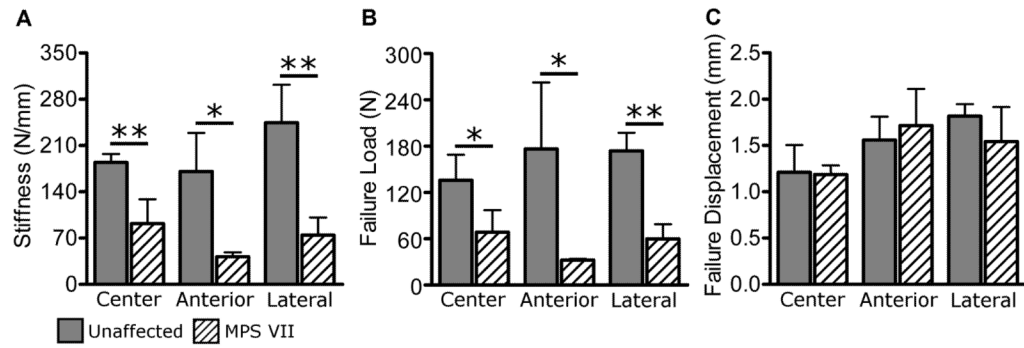 A
Stiffness (N/mm)
350
280
210
140
70
0
**
*
**
Center Anterior Lateral
B
Failure Load (N)
300
240
180
120
60
0
*
*
**
Center Anterior Lateral
C
Failure Displacement (mm)
2.5
2.0
1.5
1.0
0.5
0.0
Center Anterior Lateral
Unaffected MPS VII